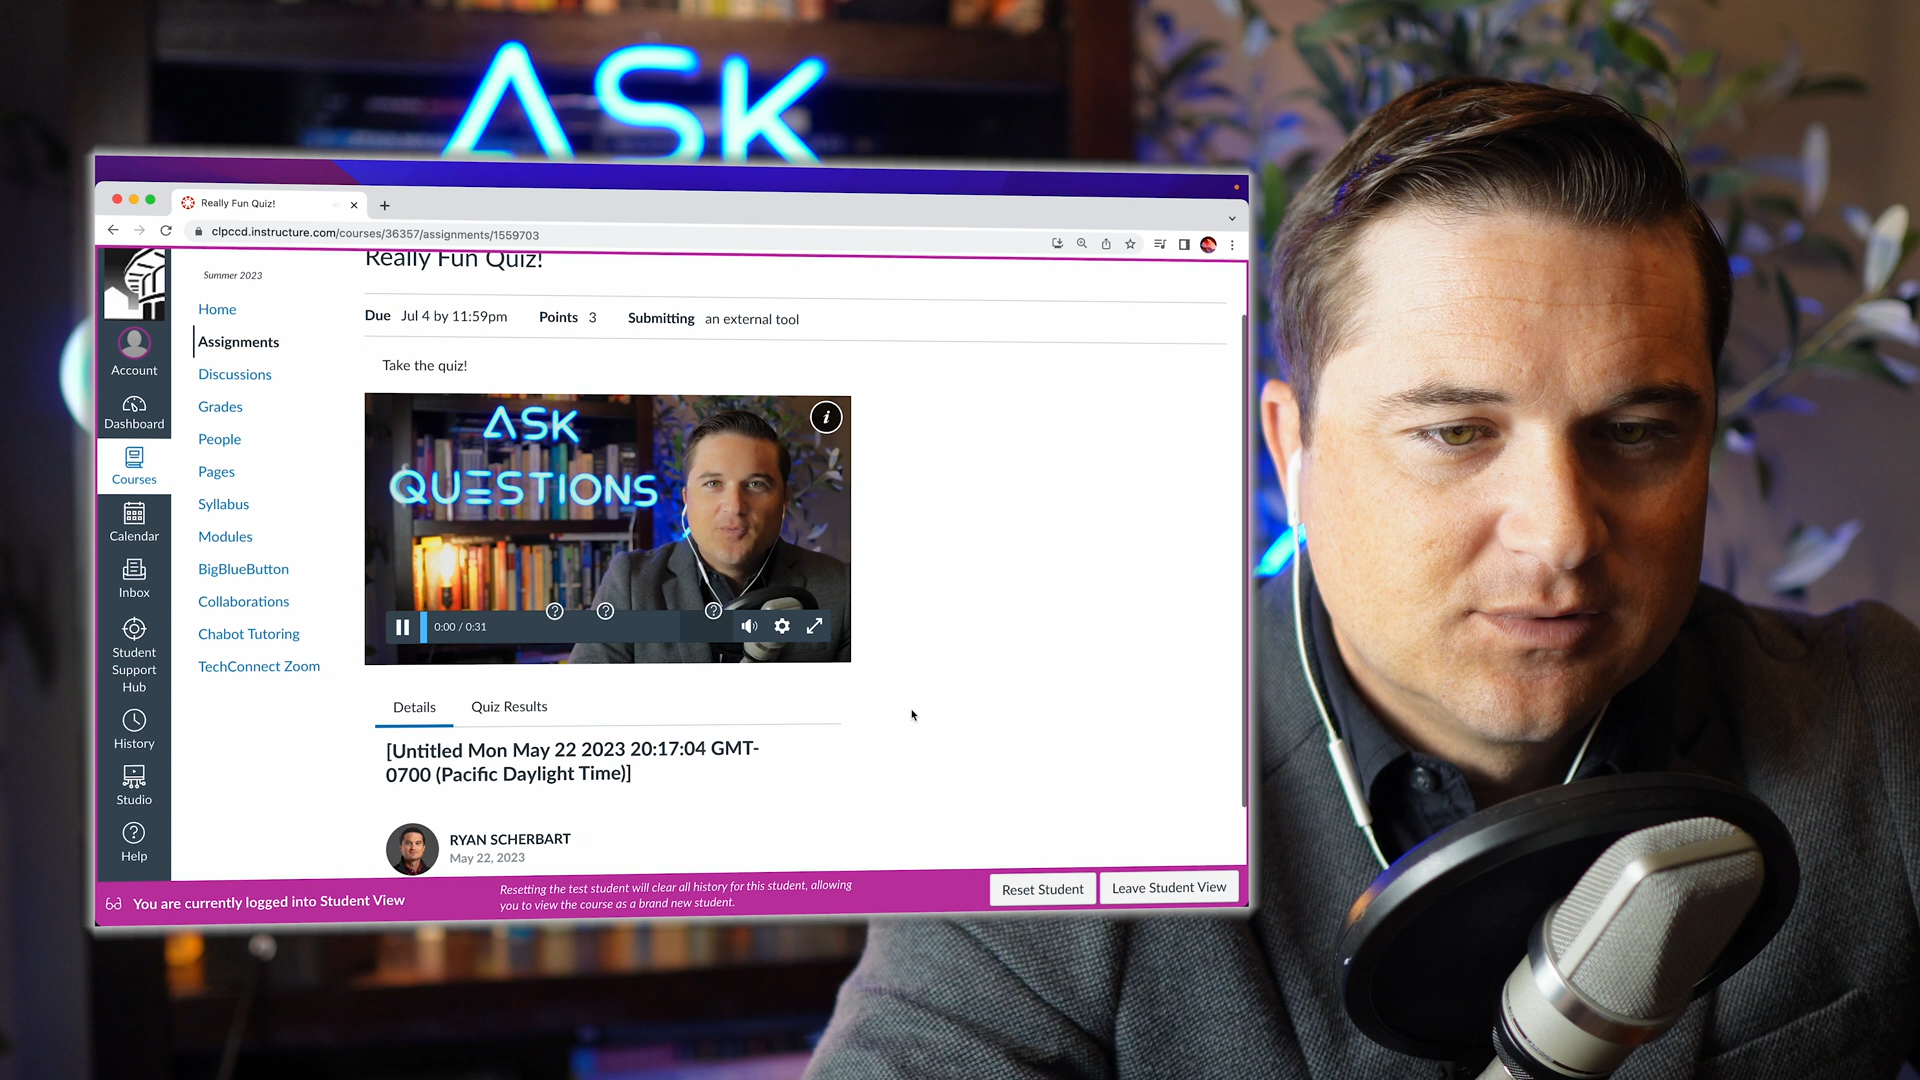 ASK
Really Fun Quiz!
clpccd.instructure.com/courses/36357/assignments/1559703
Really Fun Quiz!
Summer 2023
Home
Assignments
Discussions
Grades
People
Pages
Syllabus
Modules
BigBlueButton
Collaborations
Chabot Tutoring
TechConnect Zoom
Account
Dashboard
Courses
Calendar
Inbox
Student
Support
Hub
History
Studio
Help
Due Jul 4 by 11:59pm Points 3 Submitting an external tool
Take the quiz!
ASK
QUESTIONS
i
? ? ?
0:00 / 0:31
Details Quiz Results
[Untitled Mon May 22 2023 20:17:04 GMT-
0700 (Pacific Daylight Time)]
RYAN SCHERBART
May 22, 2023
You are currently logged into Student View
Resetting the test student will clear all history for this student, allowing
you to view the course as a brand new student.
Reset Student Leave Student View